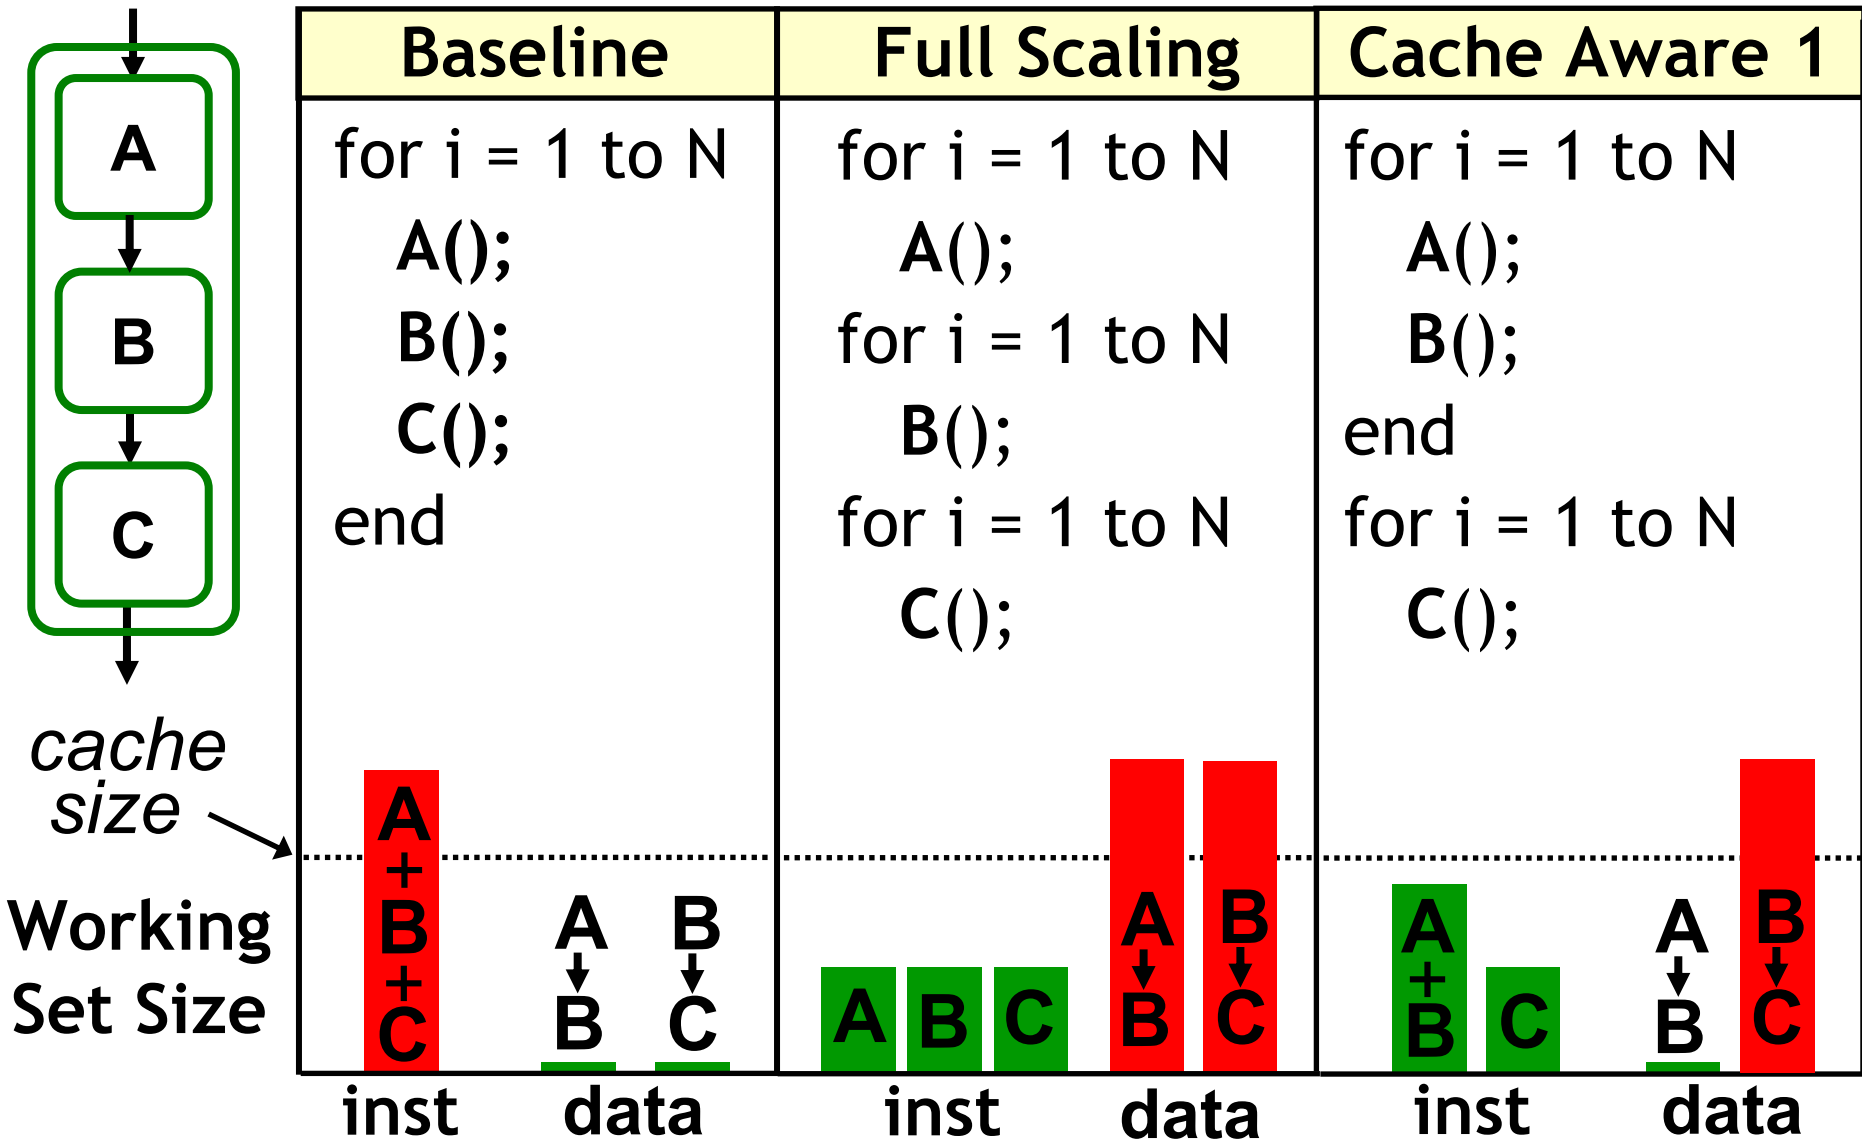 A
B
C
cache
size
Working
Set Size
Baseline
for i = 1 to N
A();
B();
C();
end
A
+
B
+
C
A
B
B
C
inst
data
Full Scaling
for i = 1 to N
A();
for i = 1 to N
B();
for i = 1 to N
C();
A
B
C
A
B
B
C
inst
data
Cache Aware 1
for i = 1 to N
A();
B();
end
for i = 1 to N
C();
A
+
B
C
A
B
B
C
inst
data